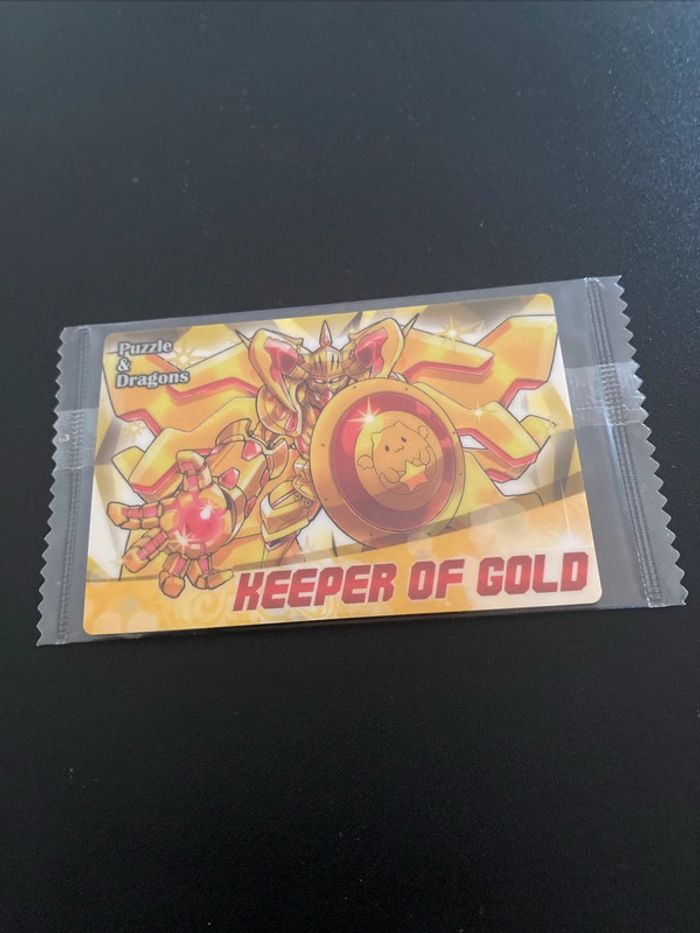 Puzzle
&
Dragons
KEEPER OF GOLD